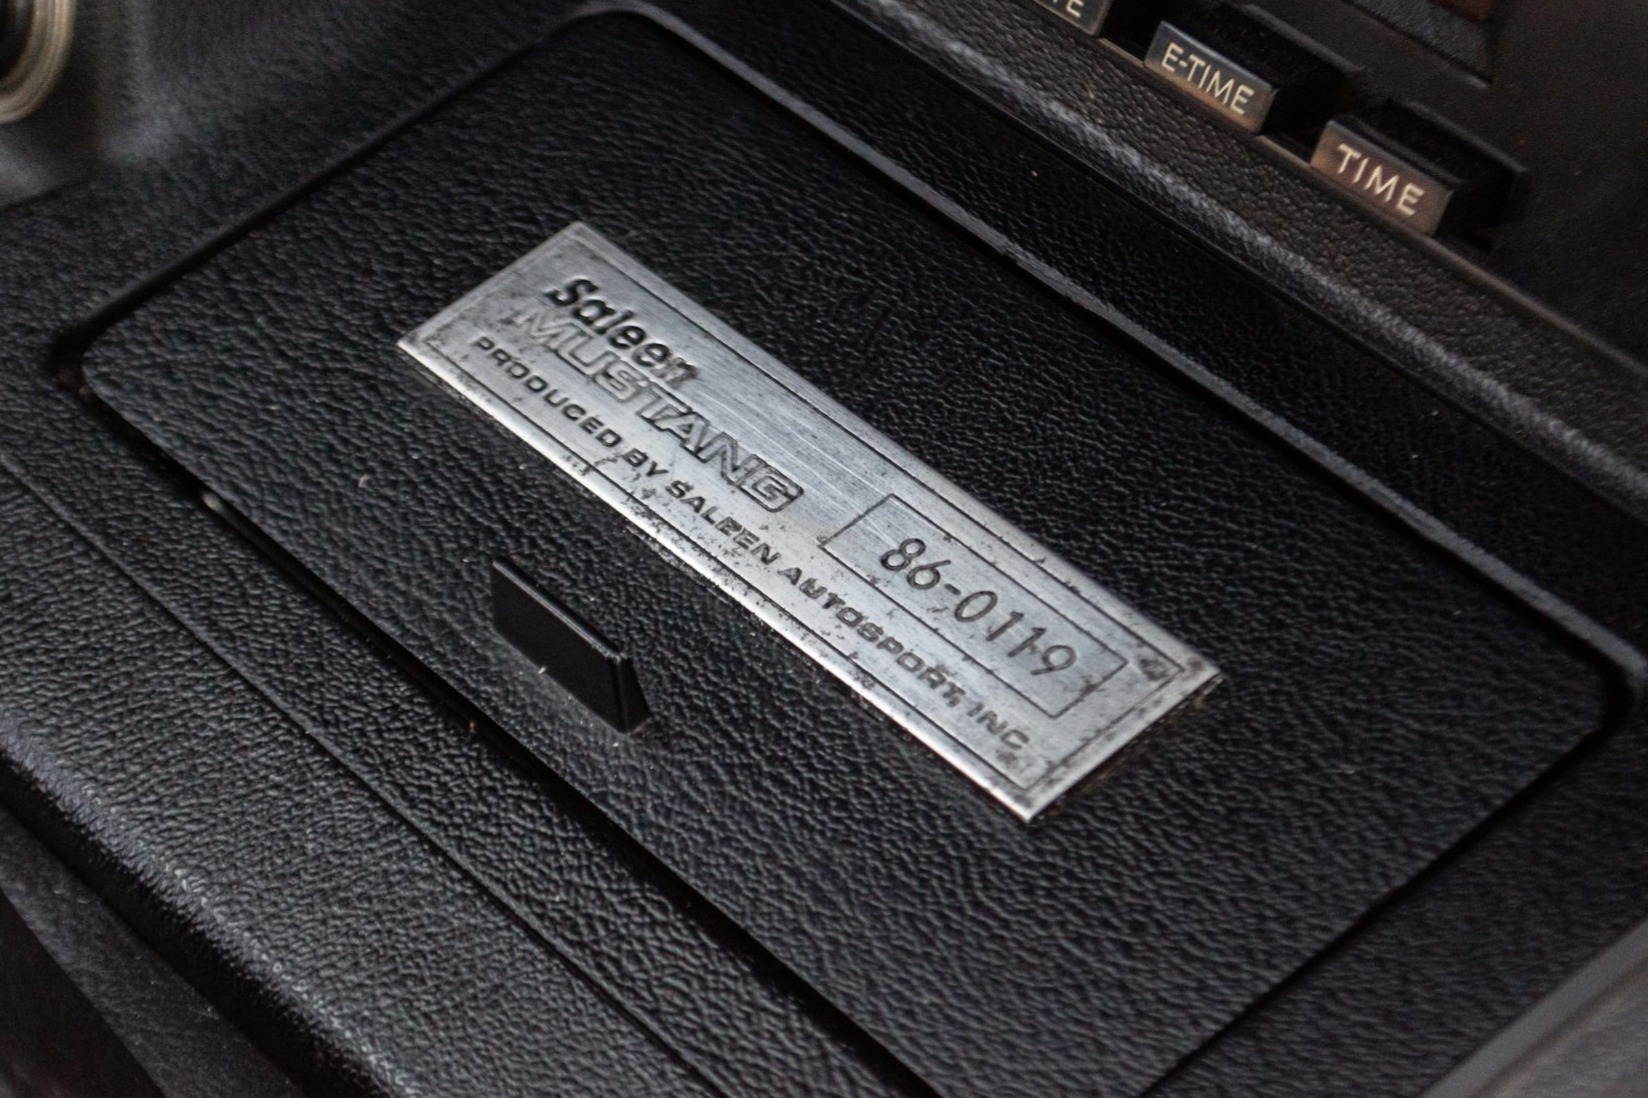 E-TIME
TIME
Saleen
MUSTANG
86-0119
PRODUCED BY SALEEN AUTOSPORT, INC.